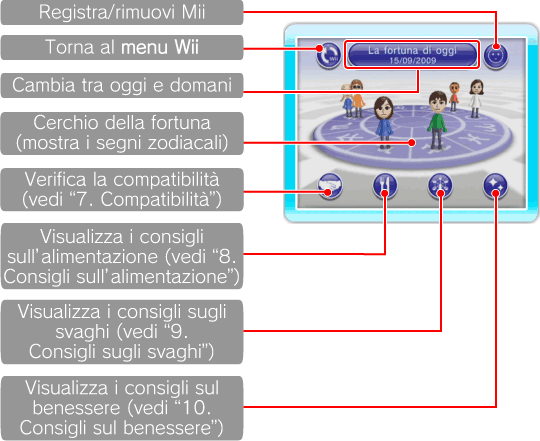 Registra/rimuovi Mii
Torna al menu Wii
Cambia tra oggi e domani
Cerchio della fortuna
(mostra i segni zodiacali)
Verifica la compatibilità
(vedi “7. Compatibilità”)
Visualizza i consigli
sull’alimentazione (vedi “8.
Consigli sull’alimentazione”)
Visualizza i consigli sugli
svaghi (vedi “9.
Consigli sugli svaghi”)
Visualizza i consigli sul
benessere (vedi “10.
Consigli sul benessere”)
La fortuna di oggi
15/09/2009
Wii